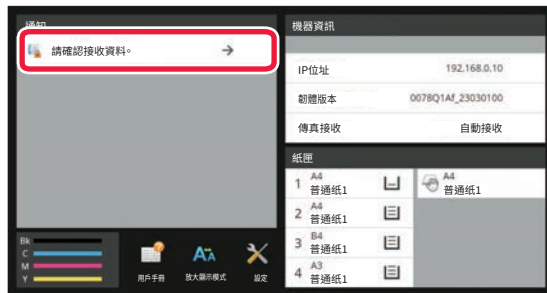 通知
請確認接收資料。
機器資訊
IP位址 192.168.0.10
韌體版本 0078Q1Af_23030100
傳真接收 自動接收
紙匣
1 A4 普通紙1
A4 普通紙1
2 A4 普通紙1
3 B4 普通紙1
4 A3 普通紙1
Bk
C
M
Y
用戶手冊
AA
放大顯示模式
設定